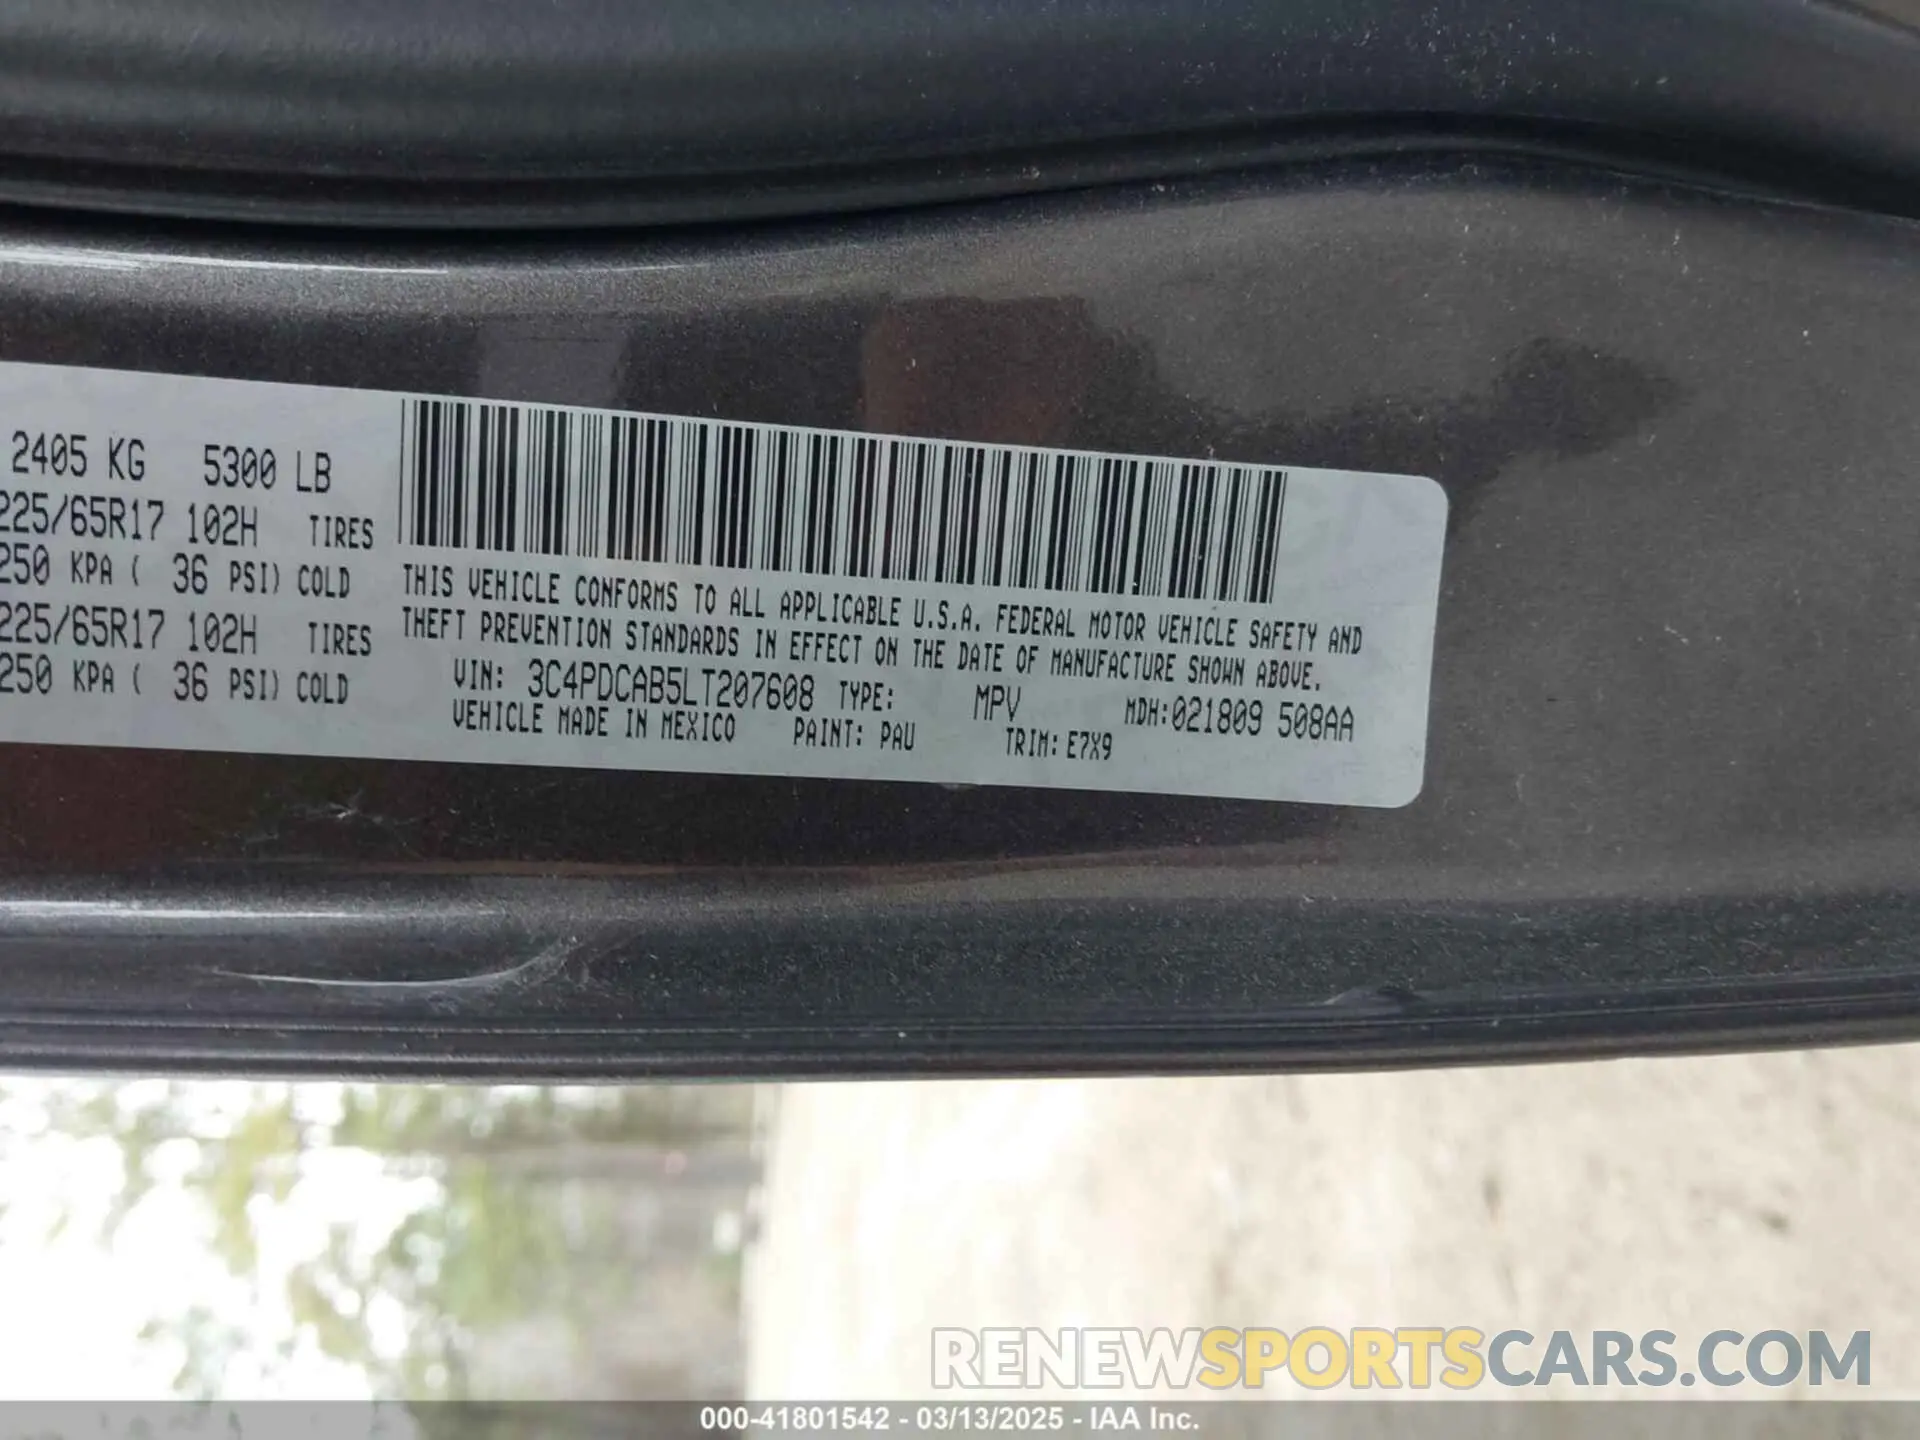 2405 KG 5300 LB
225/65R17 102H TIRES
250 KPA ( 36 PSI) COLD
225/65R17 102H TIRES
250 KPA ( 36 PSI) COLD
THIS VEHICLE CONFORMS TO ALL APPLICABLE U.S.A. FEDERAL MOTOR VEHICLE SAFETY AND
THEFT PREVENTION STANDARDS IN EFFECT ON THE DATE OF MANUFACTURE SHOWN ABOVE.
VIN: 3C4PDCAB5LT207608 TYPE: MPV MDH:021809 508AA
VEHICLE MADE IN MEXICO PAINT: PAU TRIM: E7X9
RENEWSPORTSCARS.COM
000-41801542 - 03/13/2025 - IAA Inc.